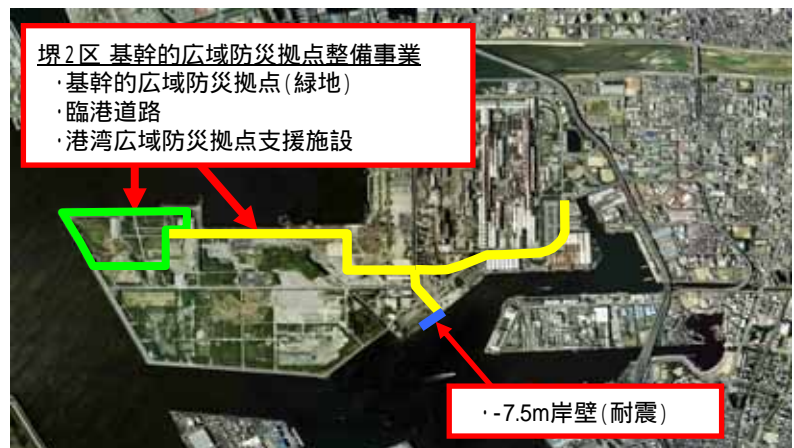 堺2区 基幹的広域防災拠点整備事業
・基幹的広域防災拠点(緑地)
・臨港道路
・港湾広域防災拠点支援施設
・-7.5m岸壁(耐震)